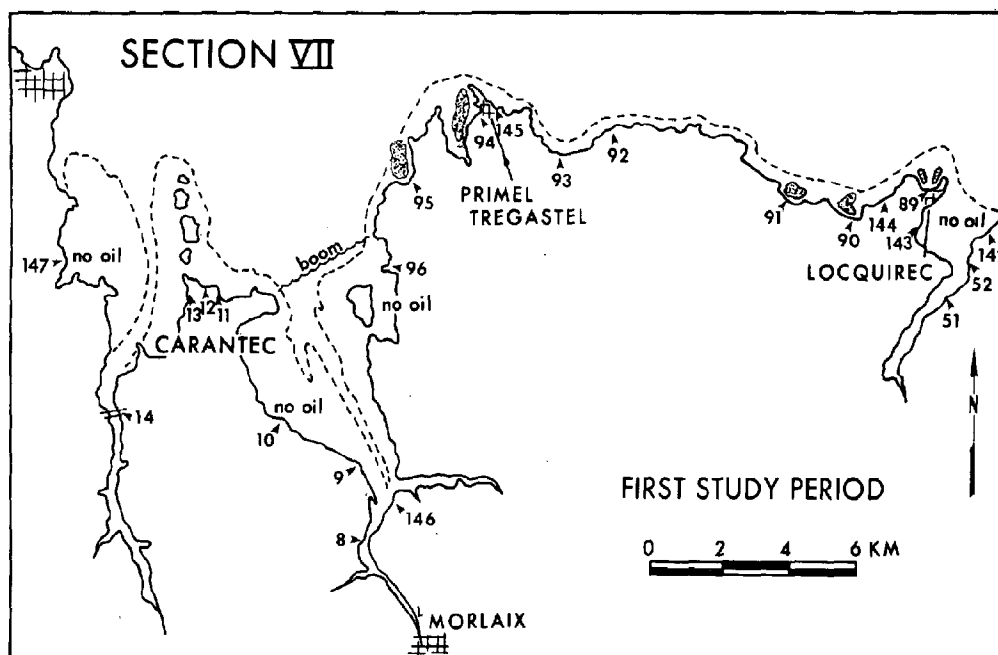 SECTION VII
94
145
93
92
95
PRIMEL
TREGASTEL
91
90
144
89
143
no oil
LOCQUIREC
52
51
147
no oil
boom
96
no oil
13
12
11
CARANTEC
14
no oil
10
9
8
146
N
FIRST STUDY PERIOD
0 2 4 6 KM
MORLAIX